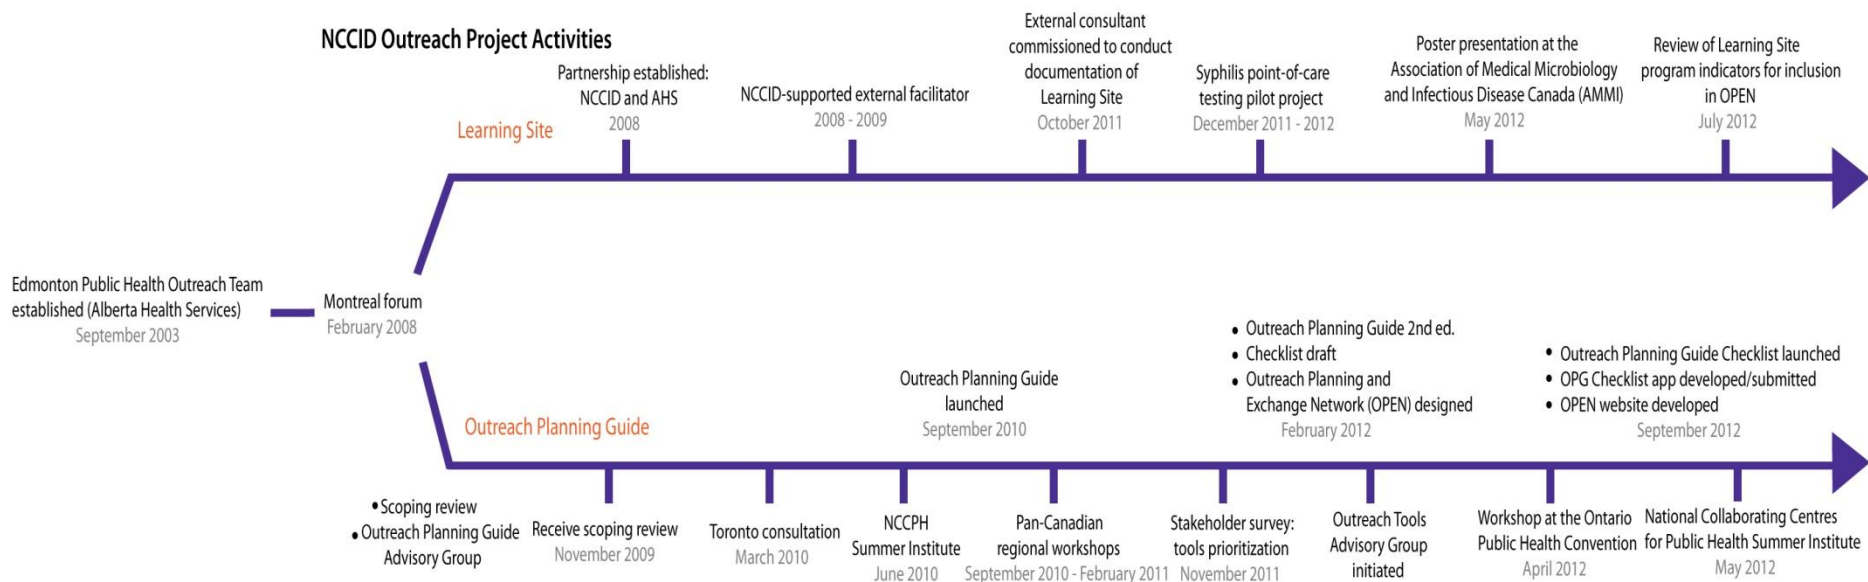 NCCID Outreach Project Activities
Learning Site
Partnership established:
NCCID and AHS
2008
NCCID-supported external facilitator
2008 - 2009
External consultant
commissioned to conduct
documentation of
Learning Site
October 2011
Syphilis point-of-care
testing pilot project
December 2011 - 2012
Poster presentation at the
Association of Medical Microbiology
and Infectious Disease Canada (AMMI)
May 2012
Review of Learning Site
program indicators for inclusion
in OPEN
July 2012
Edmonton Public Health Outreach Team
established (Alberta Health Services)
September 2003
Montreal forum
February 2008
Outreach Planning Guide
Outreach Planning Guide
launched
September 2010
• Outreach Planning Guide 2nd ed.
• Checklist draft
• Outreach Planning and
Exchange Network (OPEN) designed
February 2012
• Outreach Planning Guide Checklist launched
• OPG Checklist app developed/submitted
• OPEN website developed
September 2012
• Scoping review
• Outreach Planning Guide
Advisory Group
Receive scoping review
November 2009
Toronto consultation
March 2010
NCCPH
Summer Institute
June 2010
Pan-Canadian
regional workshops
September 2010 - February 2011
Stakeholder survey:
tools prioritization
November 2011
Outreach Tools
Advisory Group
initiated
Workshop at the Ontario
Public Health Convention
April 2012
National Collaborating Centres
for Public Health Summer Institute
May 2012